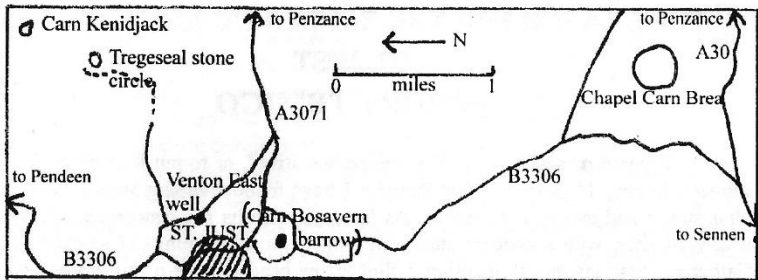 Carn Kenidjack
to Penzance
N
to Penzance
A30
Tregeseal stone
circle
0 1
miles
Chapel Carn Brea
A3071
to Pendeen
Venton East
well
B3306
ST. JUST
(Carn Bosavern
(barrow)
to Sennen
B3306